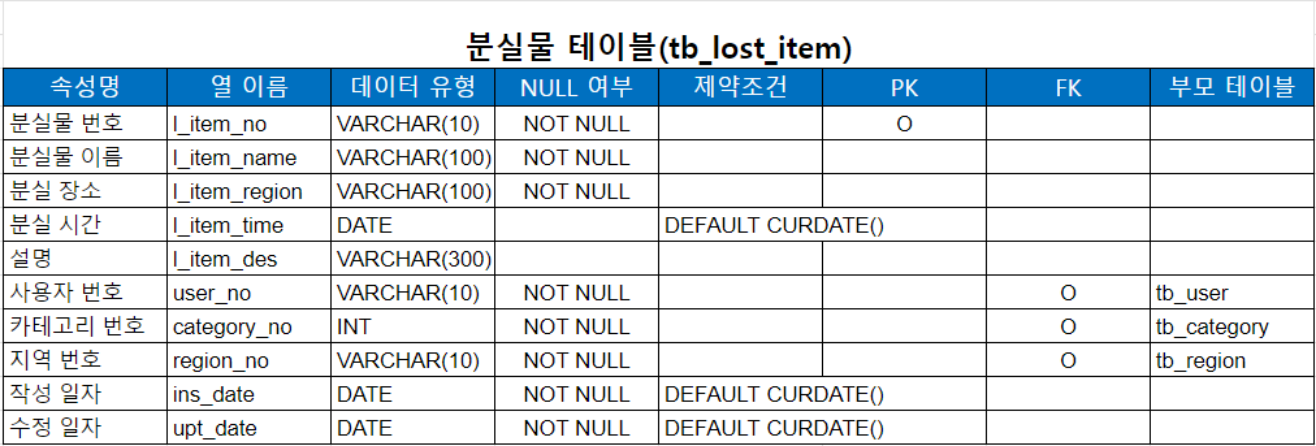 분실물 테이블(tb_lost_item)
속성명 열 이름 데이터 유형 NULL 여부 제약조건 PK FK 부모 테이블
분실물 번호 l_item_no VARCHAR(10) NOT NULL O
분실물 이름 l_item_name VARCHAR(100) NOT NULL
분실 장소 l_item_region VARCHAR(100) NOT NULL
분실 시간 l_item_time DATE DEFAULT CURDATE()
설명 l_item_des VARCHAR(300)
사용자 번호 user_no VARCHAR(10) NOT NULL O tb_user
카테고리 번호 category_no INT NOT NULL O tb_category
지역 번호 region_no VARCHAR(10) NOT NULL O tb_region
작성 일자 ins_date DATE NOT NULL DEFAULT CURDATE()
수정 일자 upt_date DATE NOT NULL DEFAULT CURDATE()